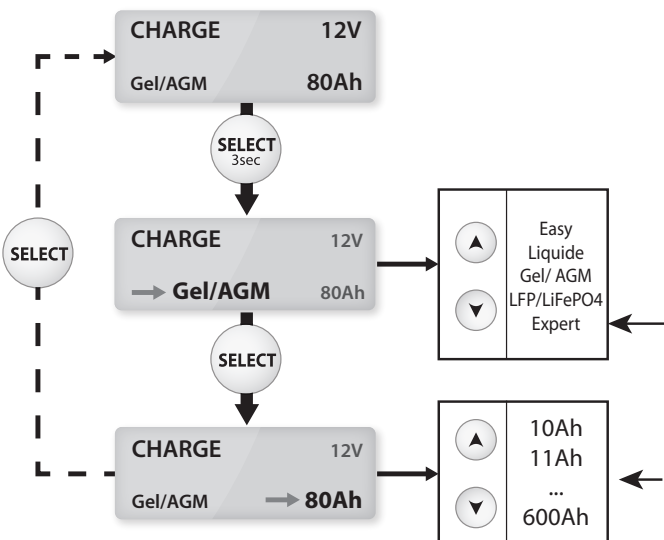 CHARGE 12V
Gel/AGM 80Ah
SELECT
3sec
CHARGE 12V
Gel/AGM 80Ah
Easy
Liquide
Gel/ AGM
LFP/LiFePO4
Expert
SELECT
SELECT
CHARGE 12V
Gel/AGM 80Ah
10Ah
11Ah
...
600Ah